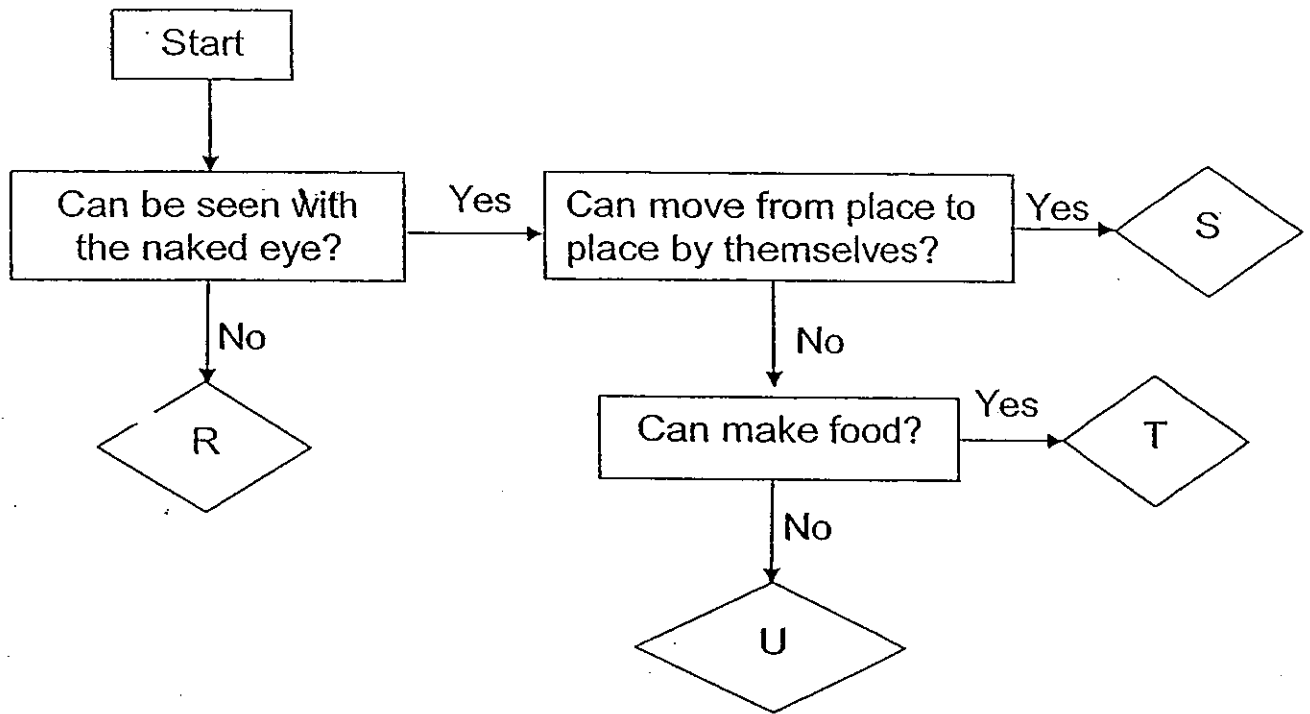 Start
Can be seen with
the naked eye?
Yes
Can move from place to
place by themselves?
Yes
S
No
No
R
Can make food?
Yes
T
No
U